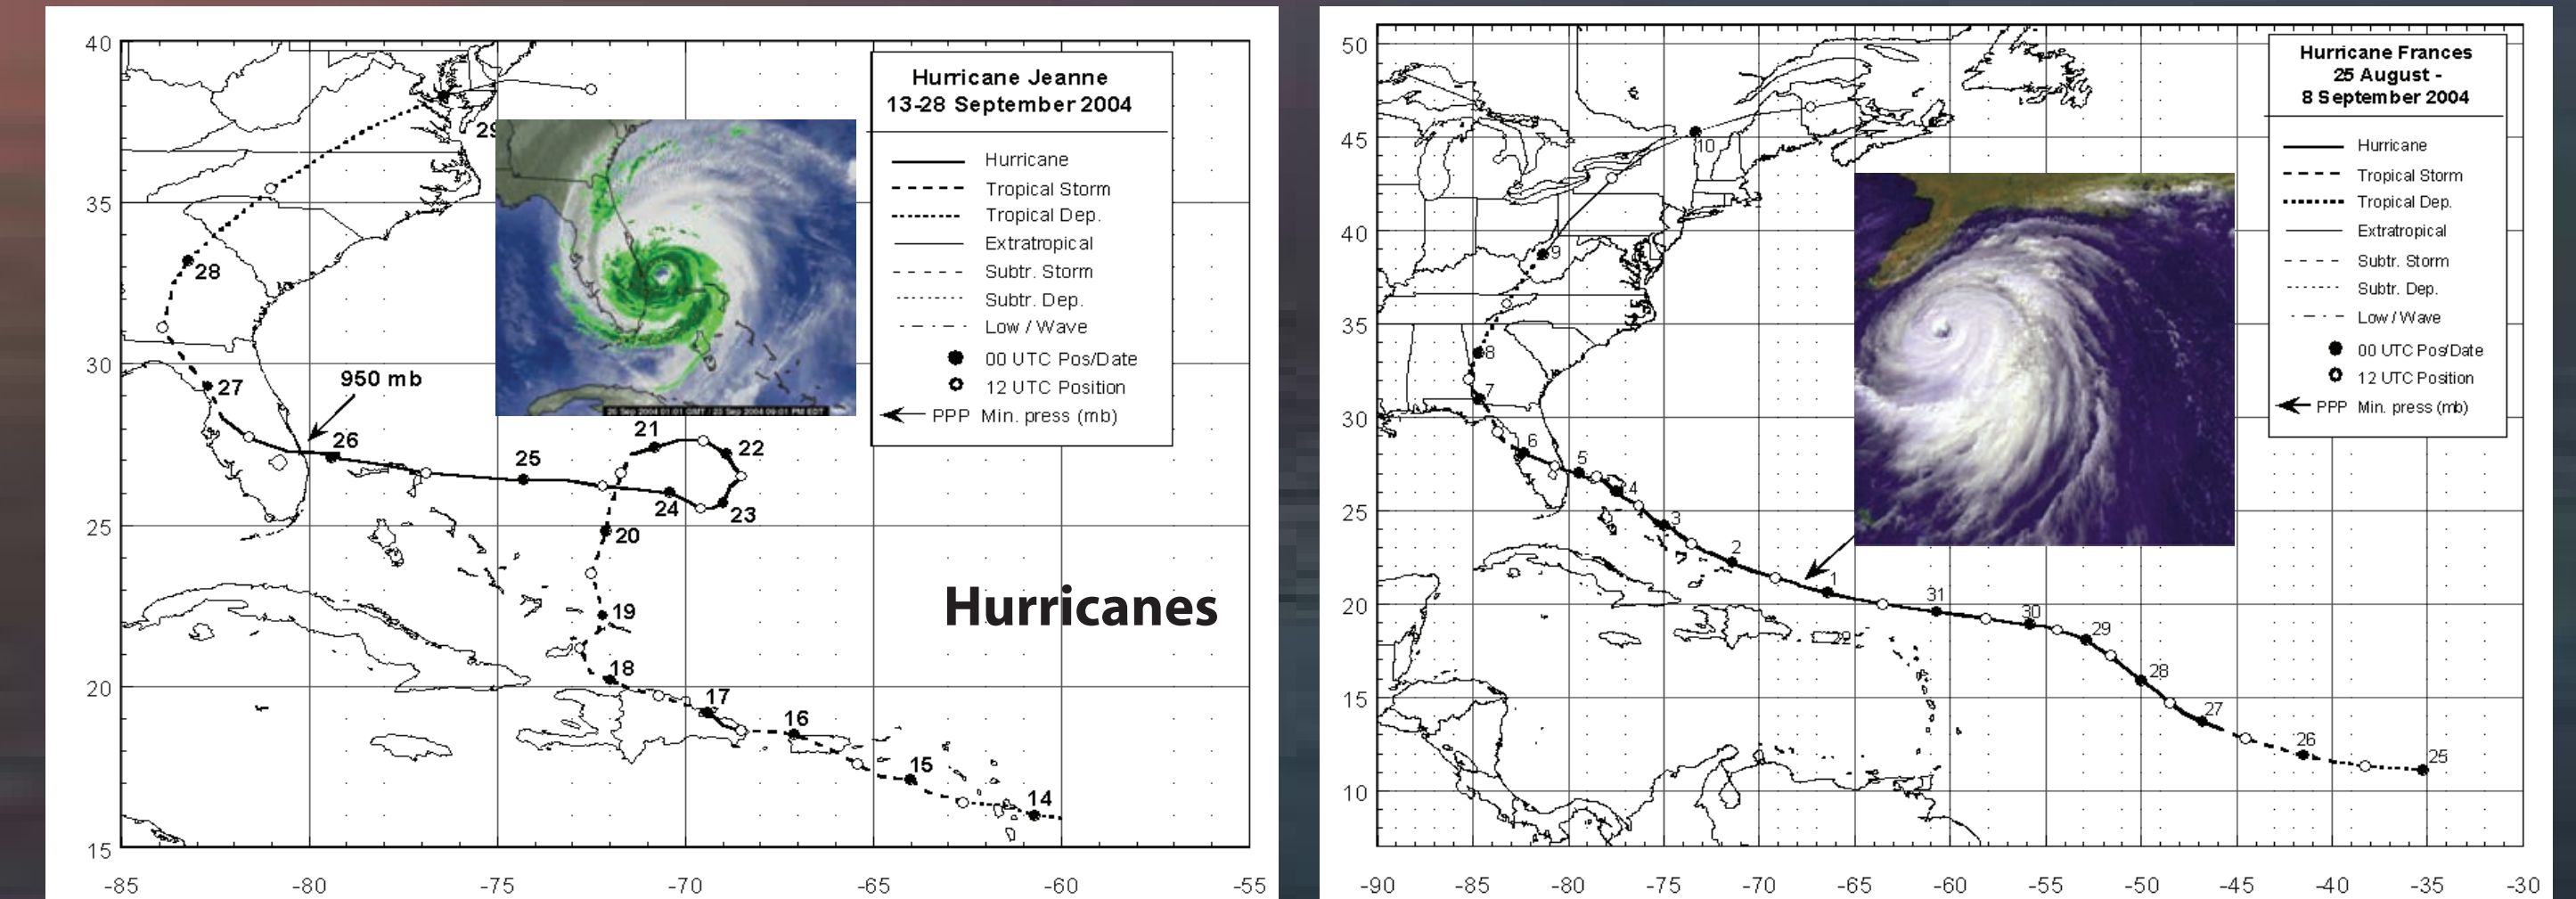 40
35
30
25
20
15
-85
-80
-75
-70
-65
-60
-55
Hurricane Jeanne
13-28 September 2004
Hurricane
Tropical Storm
Tropical Dep.
Extratropical
Subtr. Storm
Subtr. Dep.
Low / Wave
00 UTC Pos/Date
12 UTC Position
PPP Min. press (mb)
29
28
27
950 mb
26
25
24
23
22
21
20
19
18
17
16
15
14
Hurricanes
50
45
40
35
30
25
20
15
10
-90
-85
-80
-75
-70
-65
-60
-55
-50
-45
-40
-35
-30
Hurricane Frances
25 August -
8 September 2004
Hurricane
Tropical Storm
Tropical Dep.
Extratropical
Subtr. Storm
Subtr. Dep.
Low / Wave
00 UTC Pos/Date
12 UTC Position
PPP Min. press (mb)
10
9
8
7
6
5
4
3
2
1
31
30
29
28
27
26
25